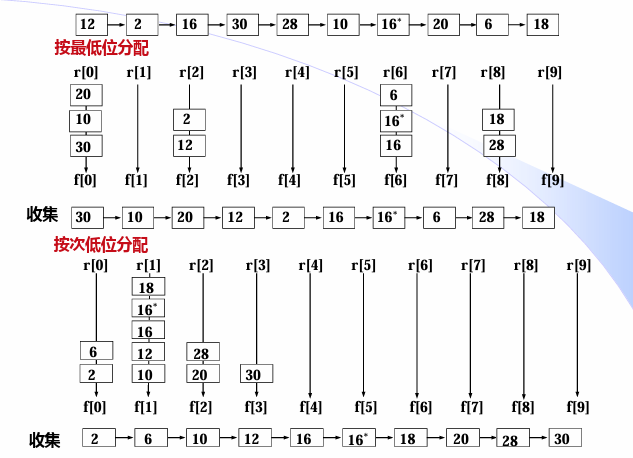 12 2 16 30 28 10 16* 20 6 18
按最低位分配
r[0] r[1] r[2] r[3] r[4] r[5] r[6] r[7] r[8] r[9]
20 6
10 2 16* 18
30 12 16 28
f[0] f[1] f[2] f[3] f[4] f[5] f[6] f[7] f[8] f[9]
收集 30 10 20 12 2 16 16* 6 28 18
按次低位分配
r[0] r[1] r[2] r[3] r[4] r[5] r[6] r[7] r[8] r[9]
18
16*
16
6 12 28
2 10 20 30
f[0] f[1] f[2] f[3] f[4] f[5] f[6] f[7] f[8] f[9]
收集 2 6 10 12 16 16* 18 20 28 30